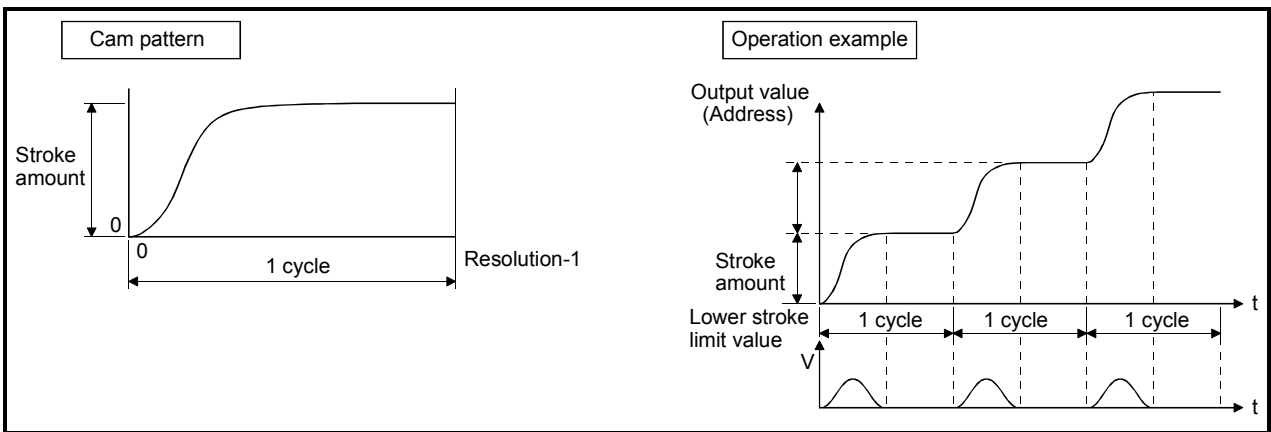 Cam pattern
Stroke
amount
0
0
1 cycle
Resolution-1
Operation example
Output value
(Address)
Stroke
amount
Lower stroke
limit value
1 cycle
1 cycle
1 cycle
t
V
t